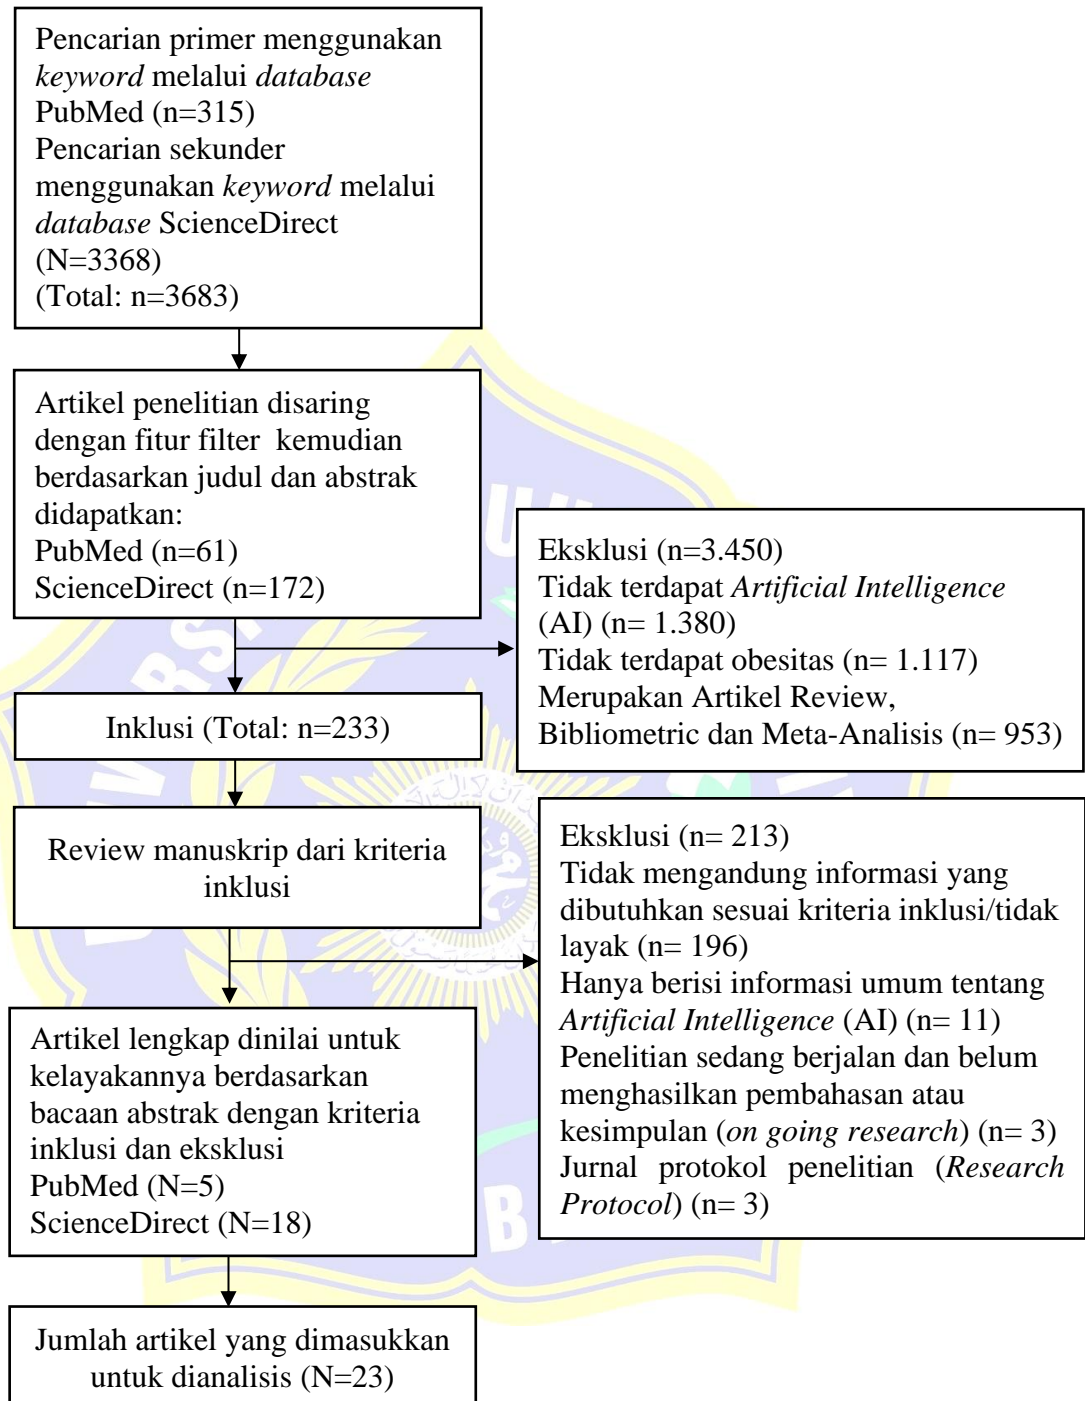 Pencarian primer menggunakan
keyword melalui database
PubMed (n=315)
Pencarian sekunder
menggunakan keyword melalui
database ScienceDirect
(N=3368)
(Total: n=3683)
Artikel penelitian disaring
dengan fitur filter kemudian
berdasarkan judul dan abstrak
didapatkan:
PubMed (n=61)
ScienceDirect (n=172)
Eksklusi (n=3.450)
Tidak terdapat Artificial Intelligence
(AI) (n= 1.380)
Tidak terdapat obesitas (n= 1.117)
Merupakan Artikel Review,
Bibliometric dan Meta-Analisis (n= 953)
Inklusi (Total: n=233)
Review manuskrip dari kriteria
inklusi
Eksklusi (n= 213)
Tidak mengandung informasi yang
dibutuhkan sesuai kriteria inklusi/tidak
layak (n= 196)
Hanya berisi informasi umum tentang
Artificial Intelligence (AI) (n= 11)
Penelitian sedang berjalan dan belum
menghasilkan pembahasan atau
kesimpulan (on going research) (n= 3)
Jurnal protokol penelitian (Research
Protocol) (n= 3)
Artikel lengkap dinilai untuk
kelayakannya berdasarkan
bacaan abstrak dengan kriteria
inklusi dan eksklusi
PubMed (N=5)
ScienceDirect (N=18)
Jumlah artikel yang dimasukkan
untuk dianalisis (N=23)